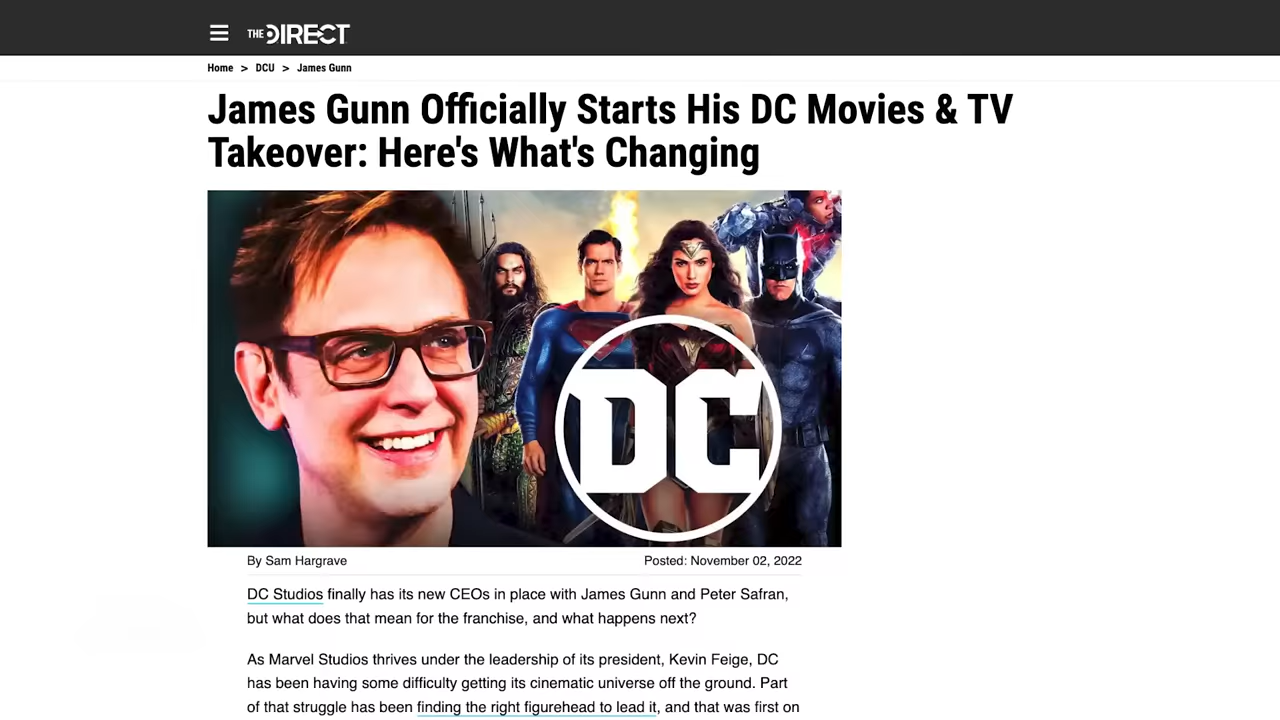 THE DIRECT
Home > DCU > James Gunn
James Gunn Officially Starts His DC Movies & TV
Takeover: Here's What's Changing
DC
By Sam Hargrave
Posted: November 02, 2022
DC Studios finally has its new CEOs in place with James Gunn and Peter Safran,
but what does that mean for the franchise, and what happens next?
As Marvel Studios thrives under the leadership of its president, Kevin Feige, DC
has been having some difficulty getting its cinematic universe off the ground. Part
of that struggle has been finding the right figurehead to lead it, and that was first on